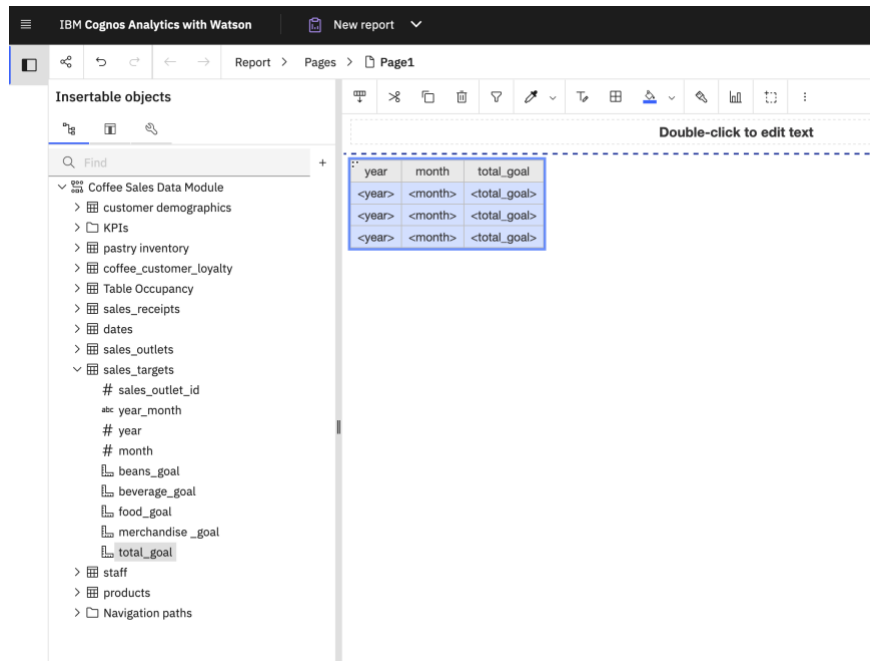 IBM Cognos Analytics with Watson
New report
Report > Pages > Page1
Insertable objects
Double-click to edit text
Find
Coffee Sales Data Module
customer demographics
KPIs
pastry inventory
coffee_customer_loyalty
Table Occupancy
sales_receipts
dates
sales_outlets
sales_targets
# sales_outlet_id
abc year_month
# year
# month
beans_goal
beverage_goal
food_goal
merchandise _goal
total_goal
staff
products
Navigation paths
year month total_goal
<year> <month> <total_goal>
<year> <month> <total_goal>
<year> <month> <total_goal>